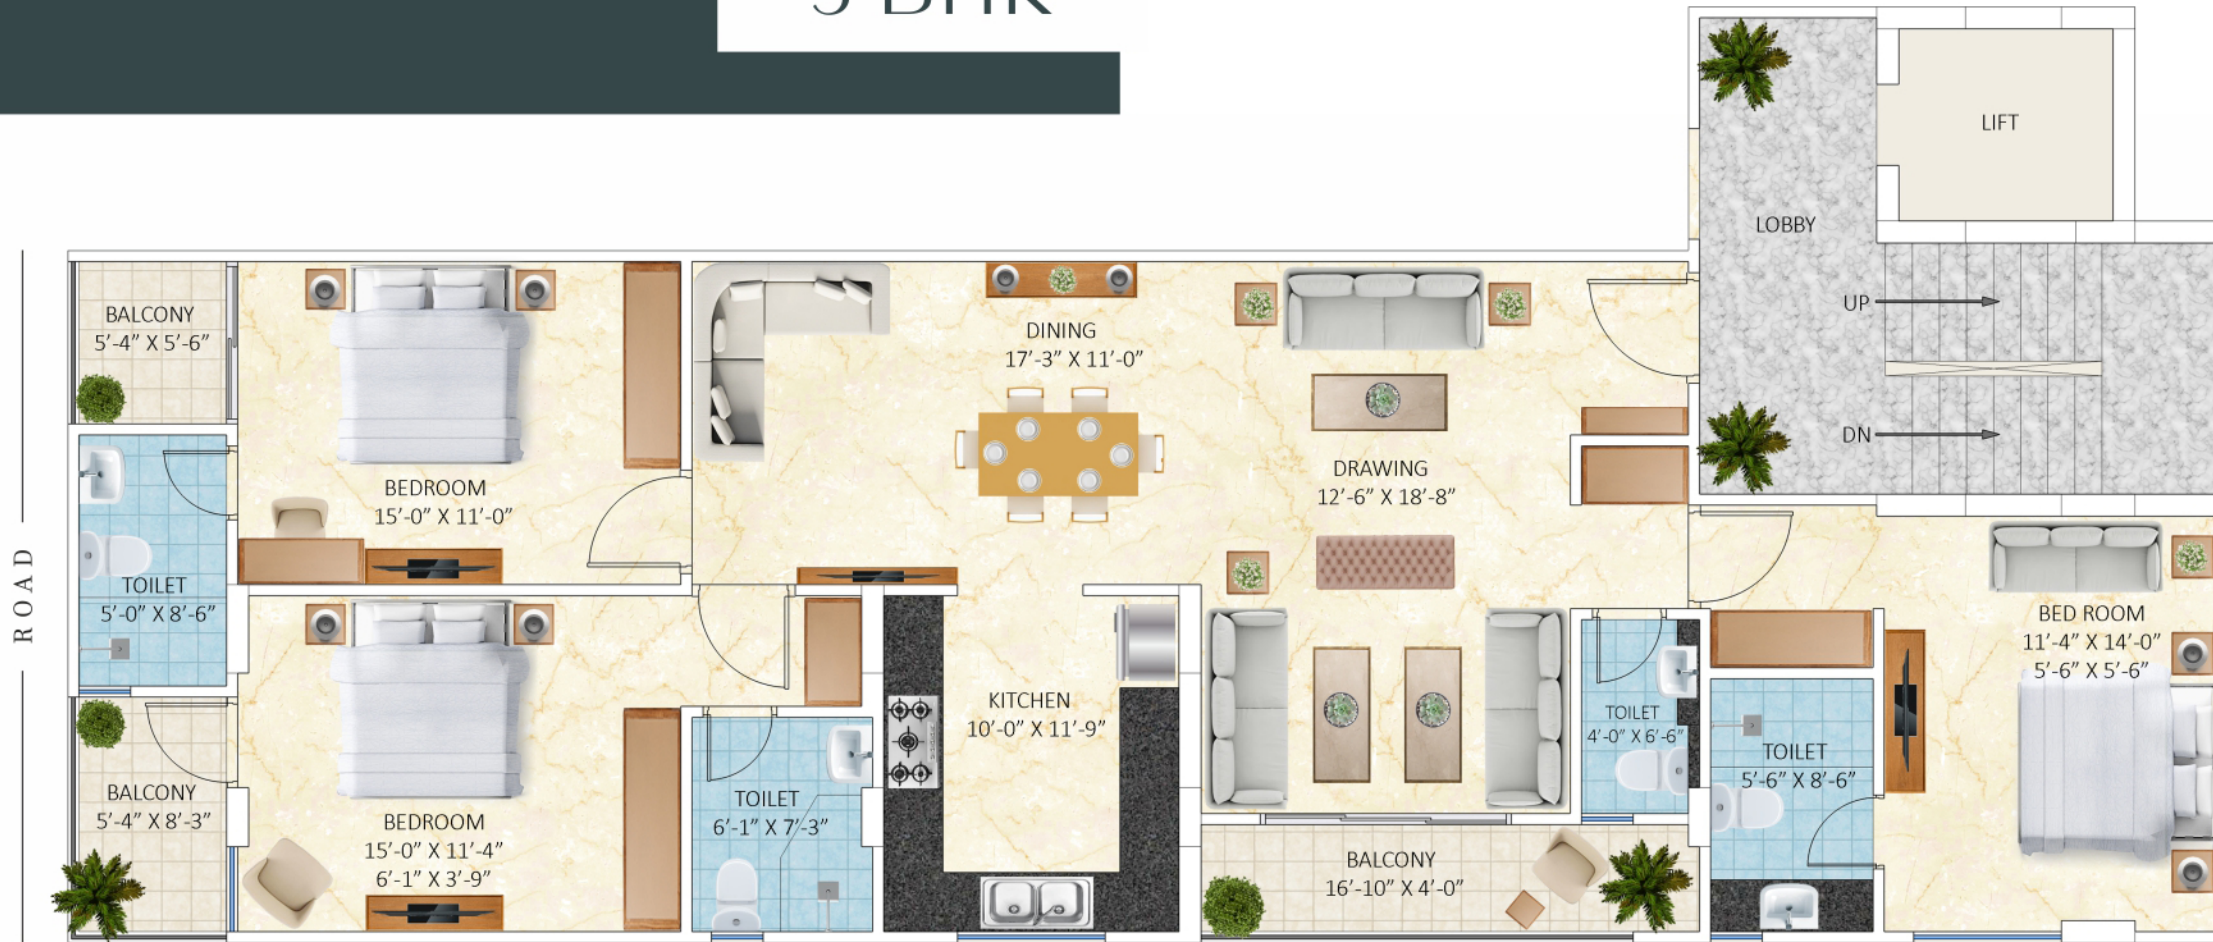 BHK
LIFT
LOBBY
UP
DN
ROAD
BALCONY
5'-4" X 5'-6"
BEDROOM
15'-0" X 11'-0"
DINING
17'-3" X 11'-0"
DRAWING
12'-6" X 18'-8"
TOILET
5'-0" X 8'-6"
BED ROOM
11'-4" X 14'-0"
5'-6" X 5'-6"
KITCHEN
10'-0" X 11'-9"
TOILET
4'-0" X 6'-6"
TOILET
5'-6" X 8'-6"
BALCONY
5'-4" X 8'-3"
BEDROOM
15'-0" X 11'-4"
6'-1" X 3'-9"
TOILET
6'-1" X 7'-3"
BALCONY
16'-10" X 4'-0"